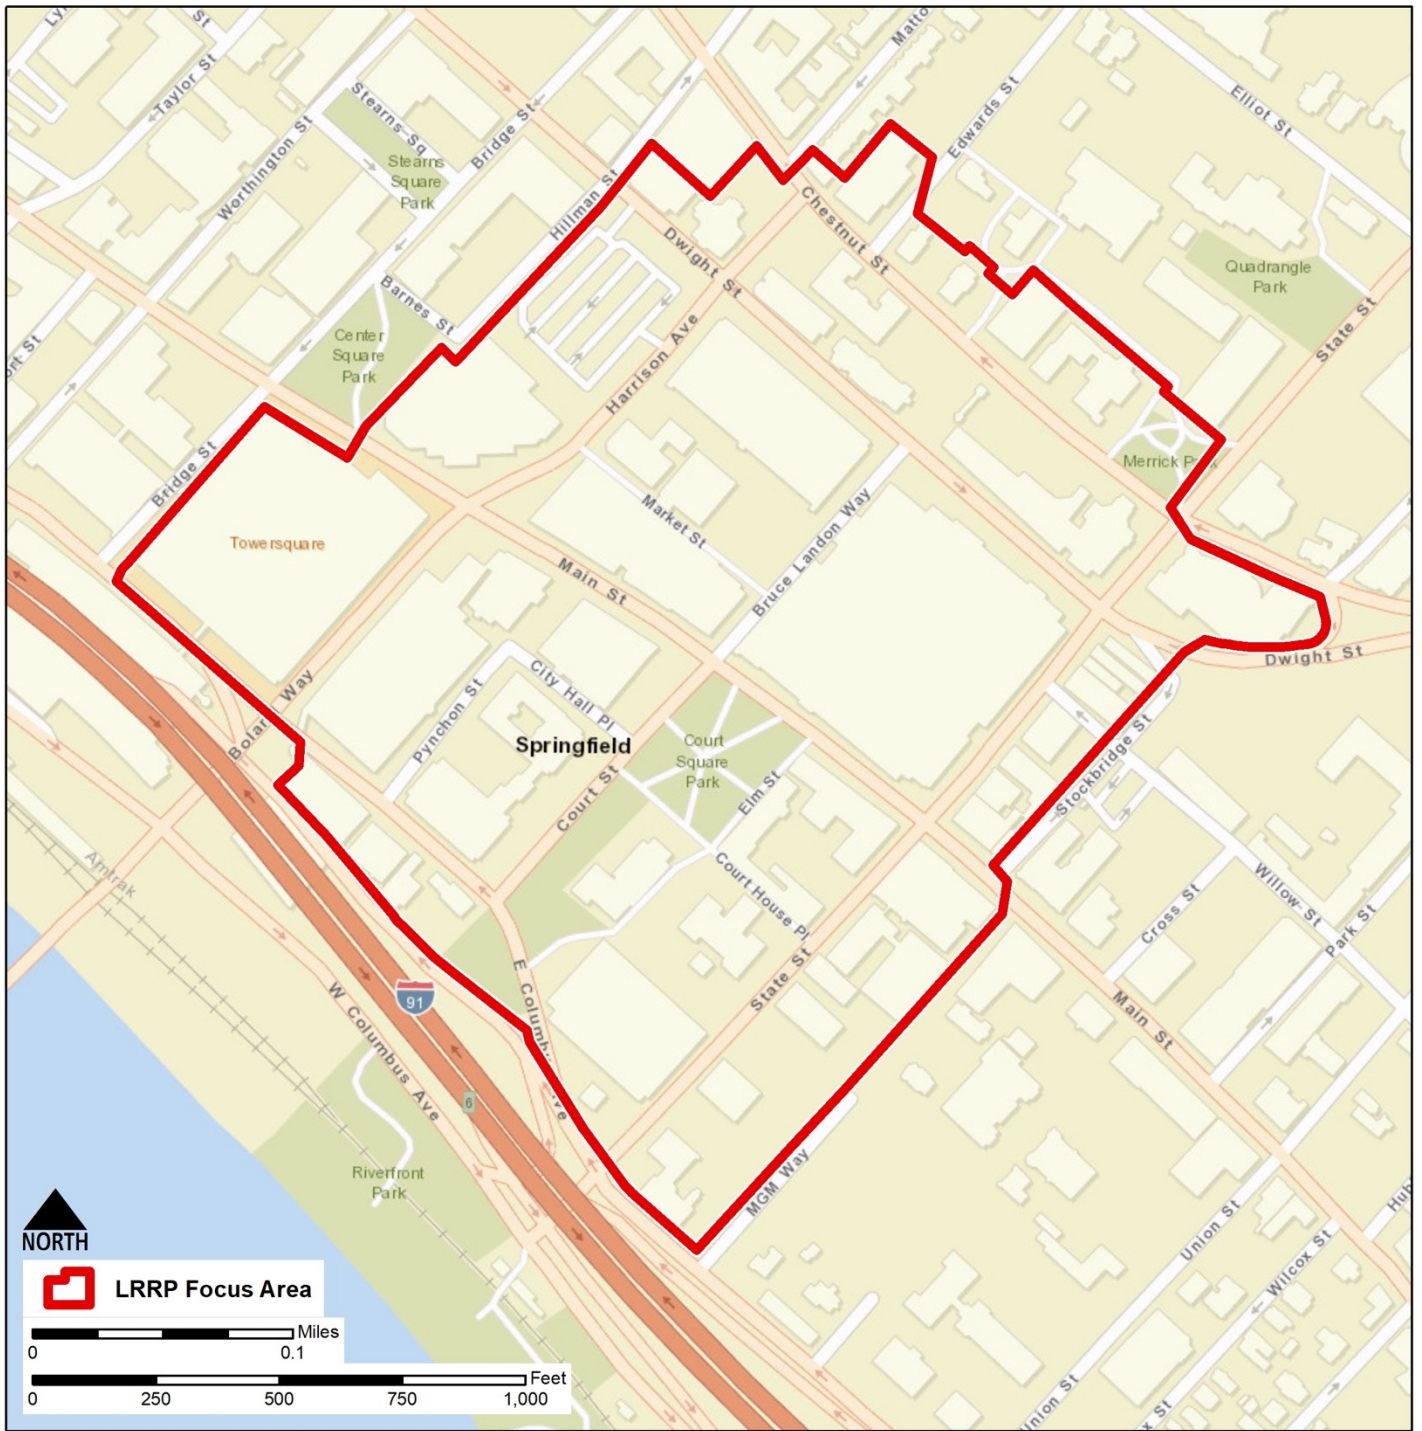 St
Taylor St
Stearns-Sq
Worthington St
Stearns
Square
Park
Bridge St
Hillman St
Edwards St
Elliot St
Chestnut St
Dwight St
Quadrangle
Park
State St
Barnes St
Center
Square
Park
Harrison Ave
Bridge St
Merrick
Towersquare
Market St
Bruce Landon Way
Main St
Dwight St
City Hall Pl
Pynchon St
Springfield
Court
Square
Park
Elm St
Court St
Stockbridge St
Court House Pl
Willow St
Cross St
Park St
Amtrak
State St
91
W Columbus Ave
Main St
6
Riverfront
Park
MGM Way
Union St
Wilcox St
Union St
St
NORTH
LRRP Focus Area
Miles
0 0.1
Feet
0 250 500 750 1,000